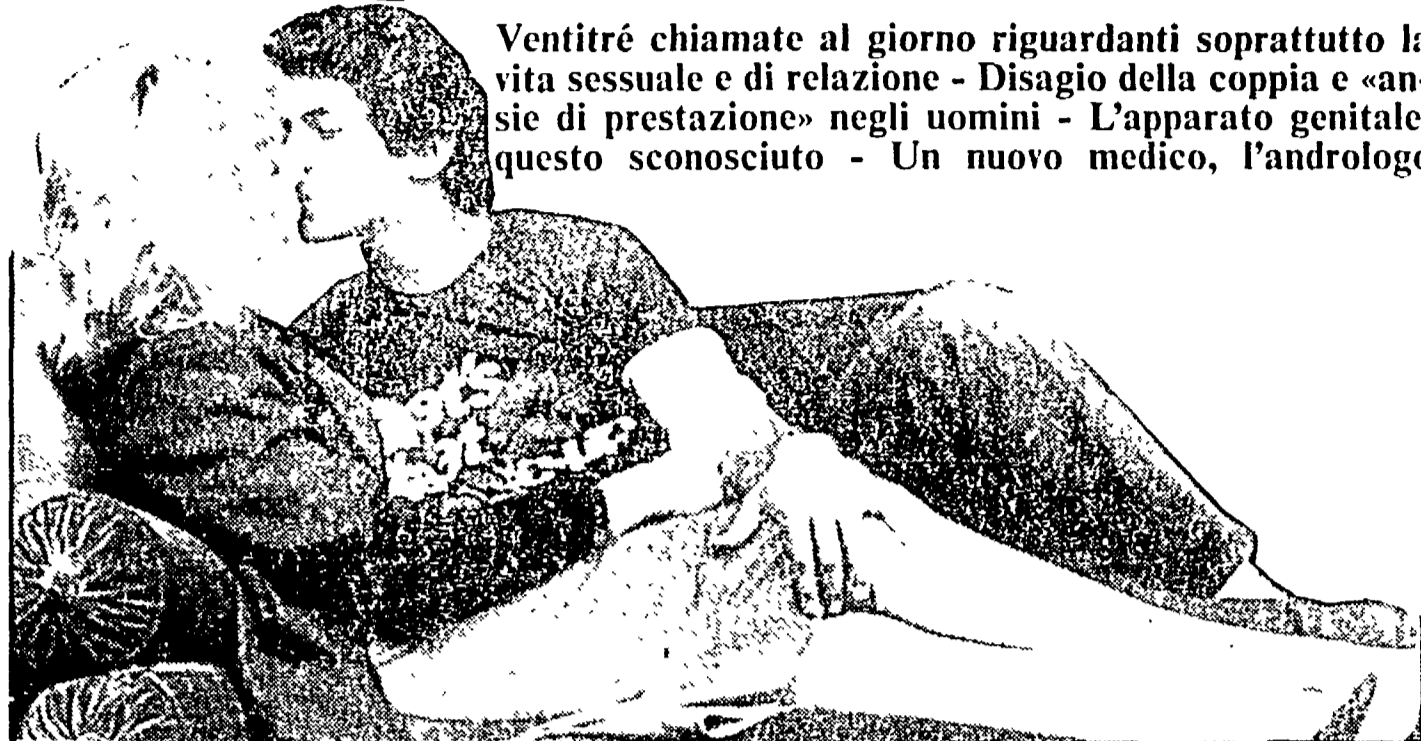 Ventitré chiamate al giorno riguardanti soprattutto
vita sessuale e di relazione - Disagio della coppia e «an-
sie di prestazione» negli uomini - L'apparato genitale
questo sconosciuto - Un nuovo medico, l'andrologo